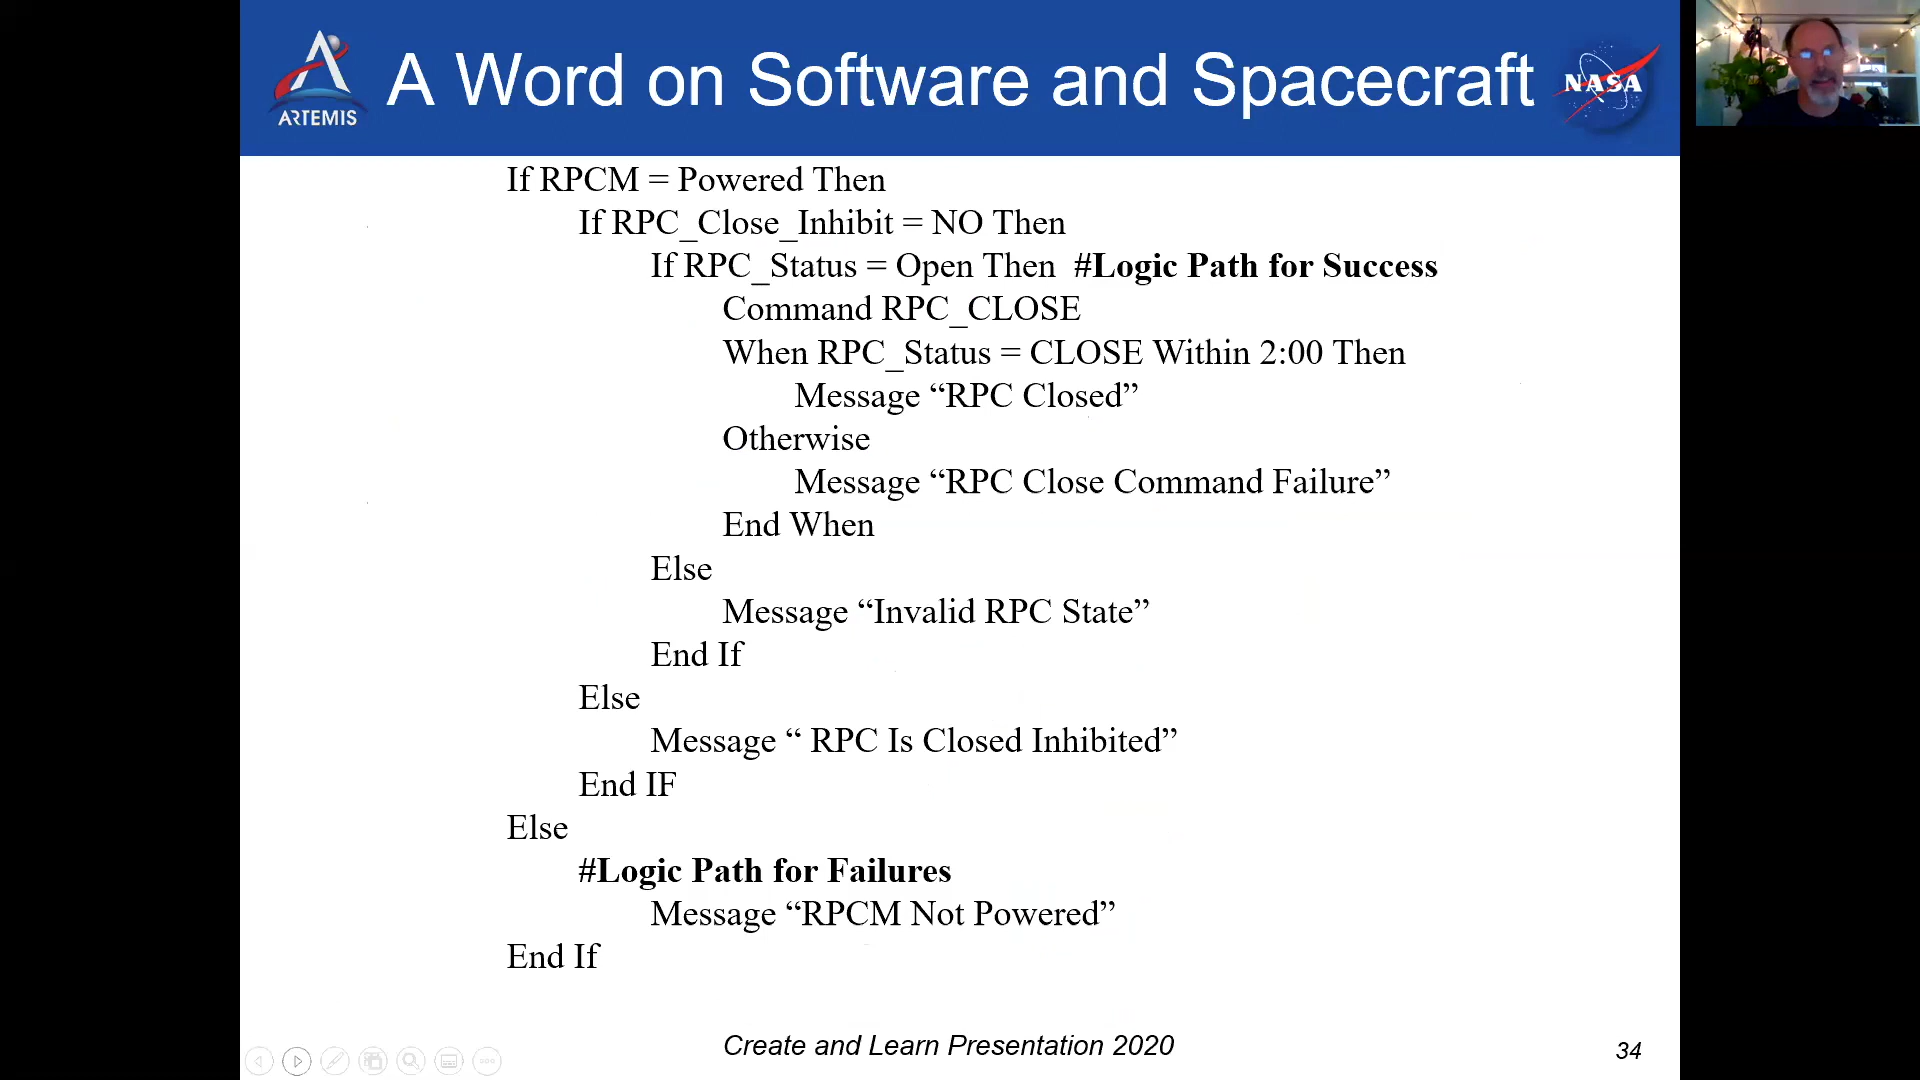 ARTEMIS
A Word on Software and Spacecraft
NASA
If RPCM = Powered Then
If RPC_Close_Inhibit = NO Then
If RPC_Status = Open Then #Logic Path for Success
Command RPC_CLOSE
When RPC_Status = CLOSE Within 2:00 Then
Message “RPC Closed”
Otherwise
Message “RPC Close Command Failure”
End When
Else
Message “Invalid RPC State”
End If
Else
Message “ RPC Is Closed Inhibited”
End IF
Else
#Logic Path for Failures
Message “RPCM Not Powered”
End If
Create and Learn Presentation 2020
34